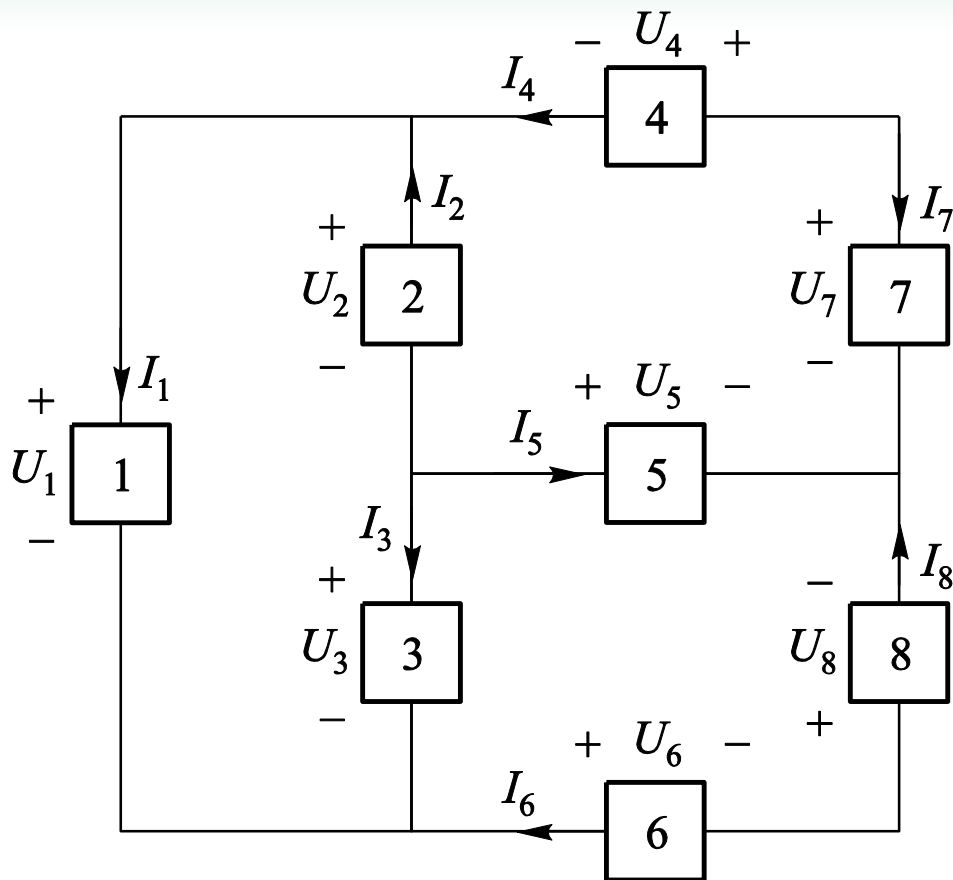 − U4 +
I4
4
I2
I7
+
+
U2
2
U7
7
−
−
I1
+
+ U5 −
I5
U1
1
5
−
I3
I8
+
−
U3
3
U8
8
−
+
+ U6 −
I6
6